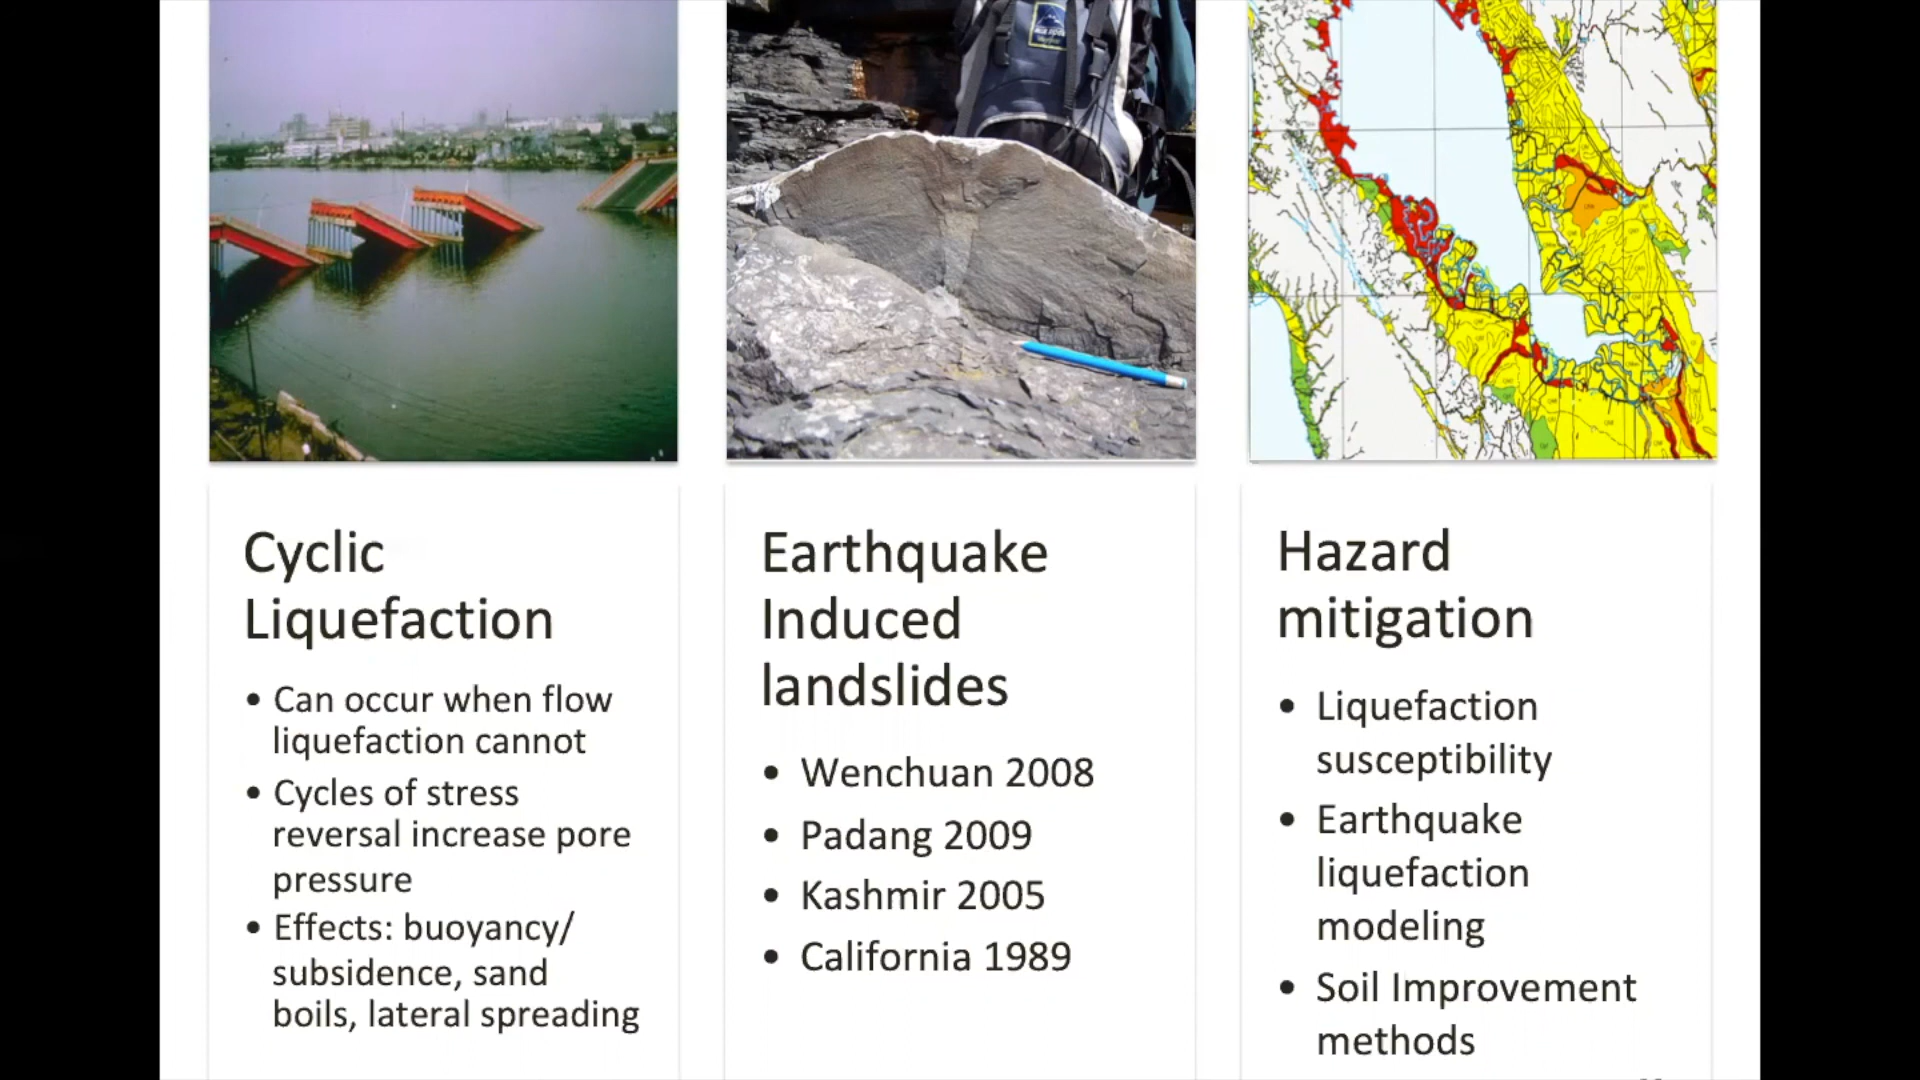 Cyclic
Liquefaction
• Can occur when flow
liquefaction cannot
• Cycles of stress
reversal increase pore
pressure
• Effects: buoyancy/
subsidence, sand
boils, lateral spreading
Earthquake
Induced
landslides
• Wenchuan 2008
• Padang 2009
• Kashmir 2005
• California 1989
Hazard
mitigation
• Liquefaction
susceptibility
• Earthquake
liquefaction
modeling
• Soil Improvement
methods